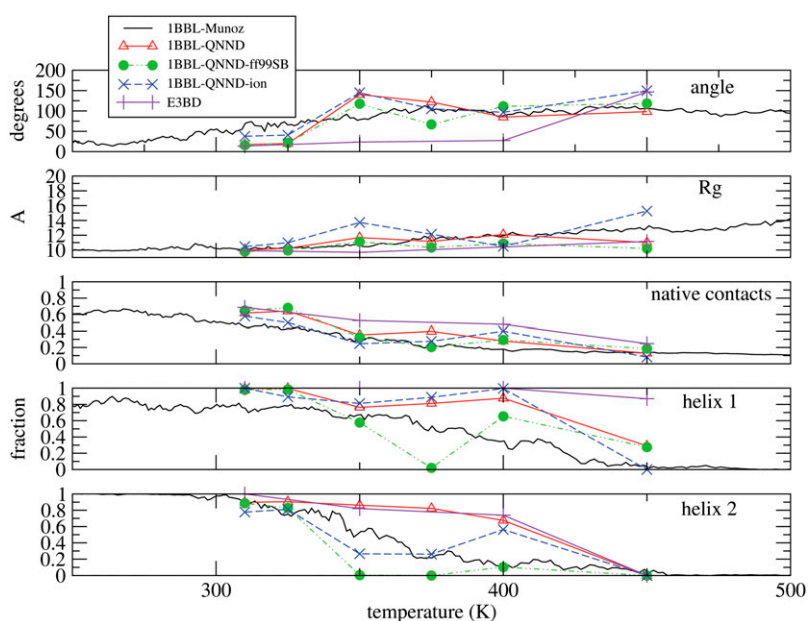 1BBL-Munoz
1BBL-QNND
1BBL-QNND-ff99SB
1BBL-QNND-ion
E3BD
degrees
200
150
100
50
0
angle
A
20
18
16
14
12
10
Rg
1
0.8
0.6
0.4
0.2
0
native contacts
fraction
1
0.8
0.6
0.4
0.2
0
helix 1
1
0.8
0.6
0.4
0.2
0
helix 2
300 350 400 450 500
temperature (K)